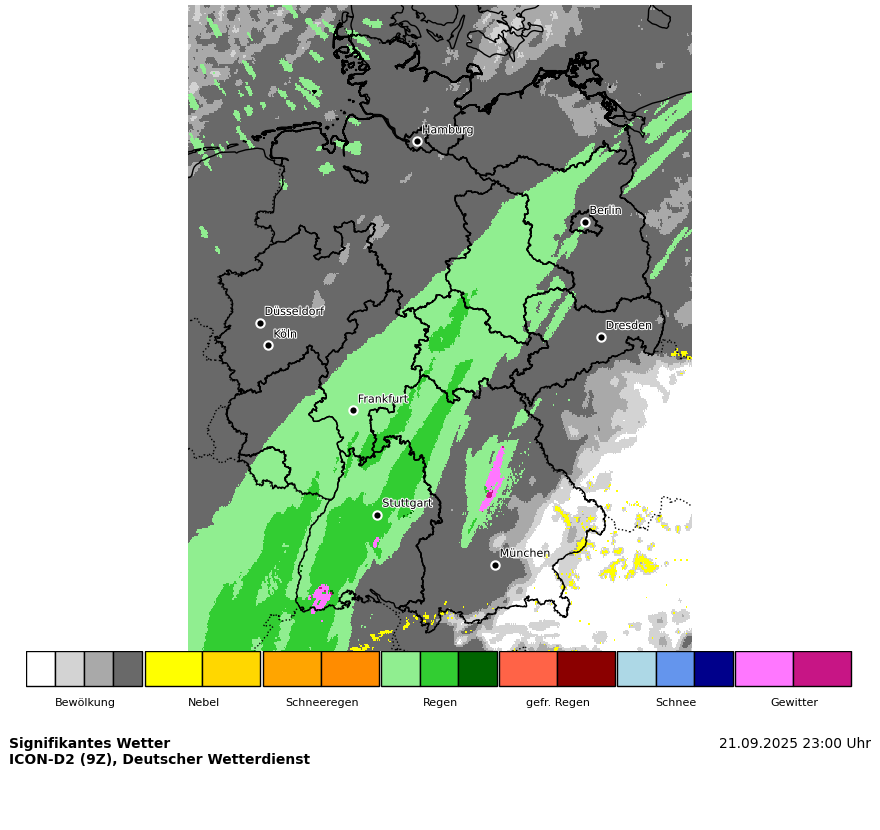 Hamburg
Berlin
Düsseldorf
Köln
Dresden
Frankfurt
Stuttgart
München
Bewölkung Nebel Schneeregen Regen gefr. Regen Schnee Gewitter
Signifikantes Wetter 21.09.2025 23:00 Uhr
ICON-D2 (9Z), Deutscher Wetterdienst